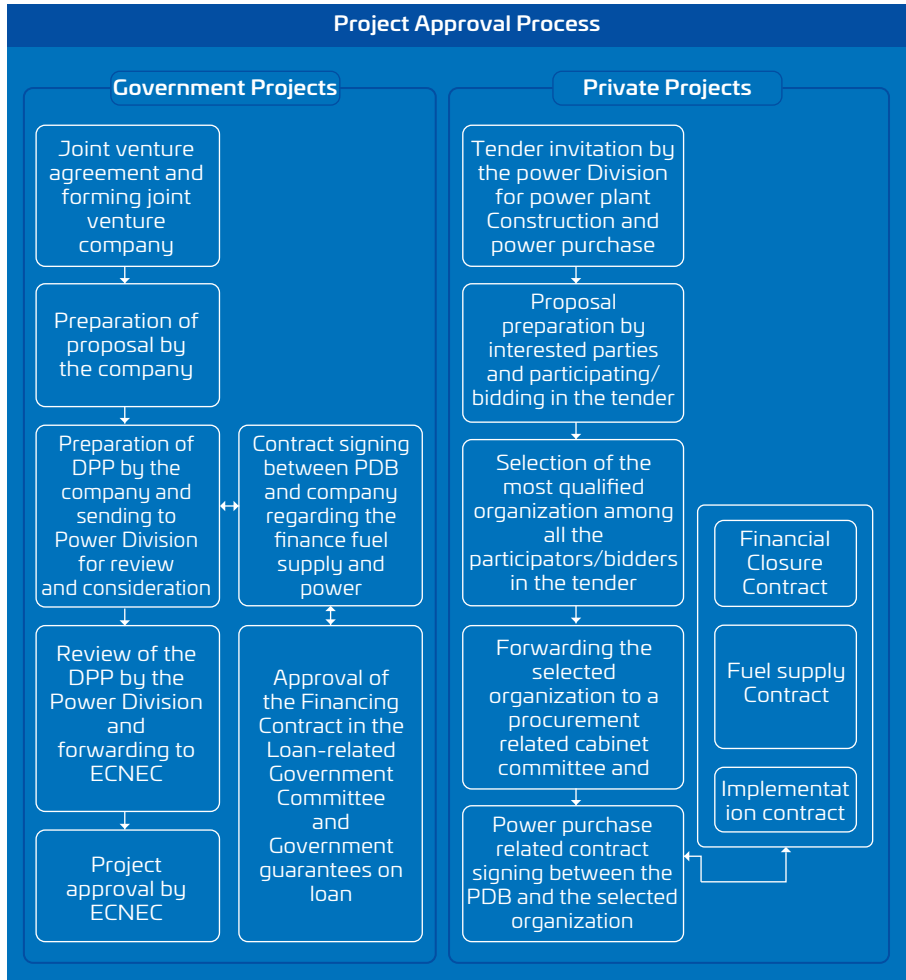 Project Approval Process
Government Projects
Joint venture
agreement and
forming joint
venture
company
Preparation of
proposal by
the company
Preparation of
DPP by the
company and
sending to
Power Division
for review
and consideration
Contract signing
between PDB
and company
regarding the
finance fuel
supply and
power
Review of the
DPP by the
Power Division
and
forwarding to
ECNEC
Approval of
the Financing
Contract in the
Loan-related
Government
Committee
and
Government
guarantees on
loan
Project
approval by
ECNEC
Private Projects
Tender invitation by
the power Division
for power plant
Construction and
power purchase
Proposal
preparation by
interested parties
and participating/
bidding in the tender
Selection of the
most qualified
organization among
all the
participators/bidders
in the tender
Forwarding the
selected
organization to a
procurement
related cabinet
committee and
Power purchase
related contract
signing between the
PDB and the selected
organization
Financial
Closure
Contract
Fuel supply
Contract
Implementat
ion contract